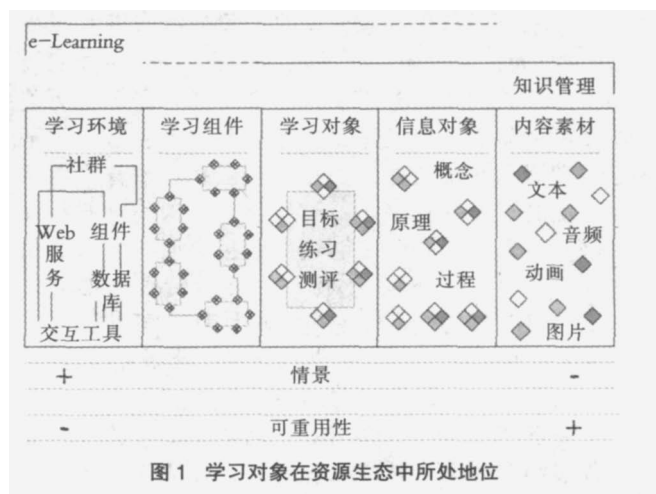 e-Learning
知识管理
学习环境
学习组件
学习对象
信息对象
内容素材
社群
Web
服
务
组件
数据
库
交互工具
目标
练习
测评
概念
原理
过程
文本
音频
动画
图片
+ 情景 -
- 可重用性 +
图1 学习对象在资源生态中所处地位